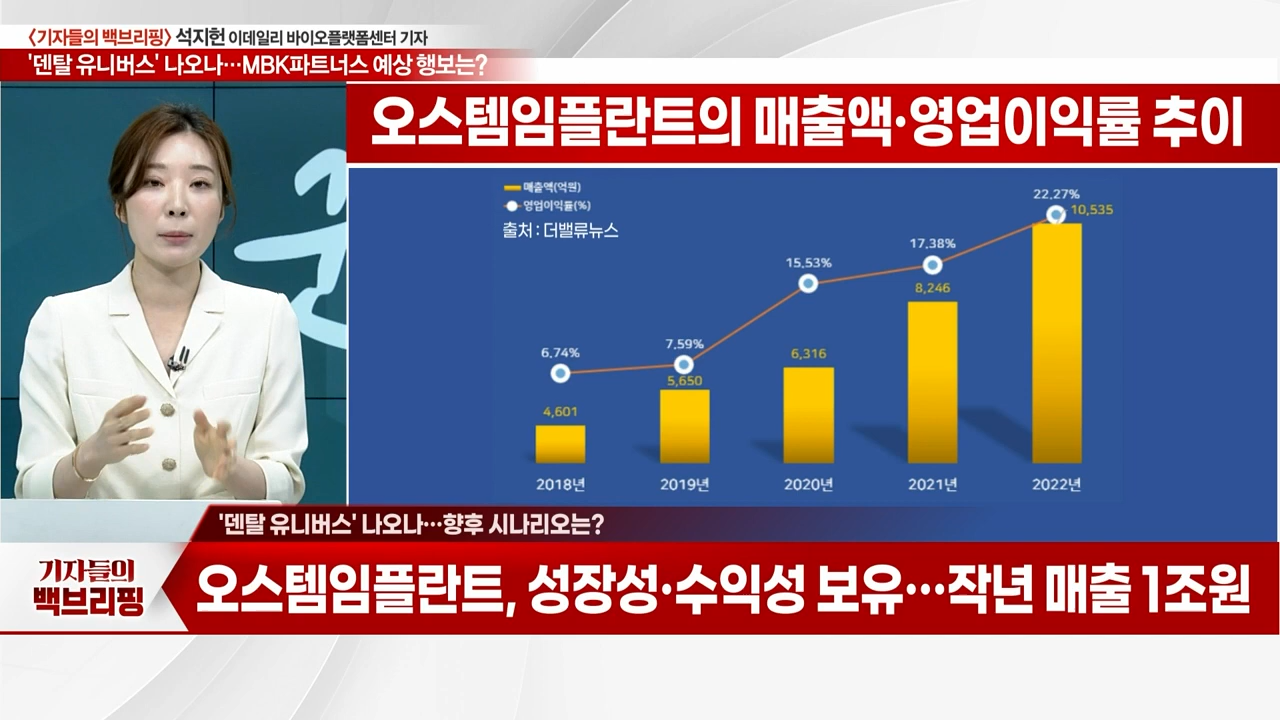 〈기자들의 백브리핑〉 석지헌 이데일리 바이오플랫폼센터 기자
'덴탈 유니버스' 나오나…MBK파트너스 예상 행보는?
오스템임플란트의 매출액·영업이익률 추이
매출액(억원)
영업이익률(%)
출처 : 더밸류뉴스
22.27%
10,535
17.38%
8,246
15.53%
6,316
7.59%
5,650
6.74%
4,601
2018년 2019년 2020년 2021년 2022년
'덴탈 유니버스' 나오나…향후 시나리오는?
기자들의
백브리핑
오스템임플란트, 성장성·수익성 보유…작년 매출 1조원